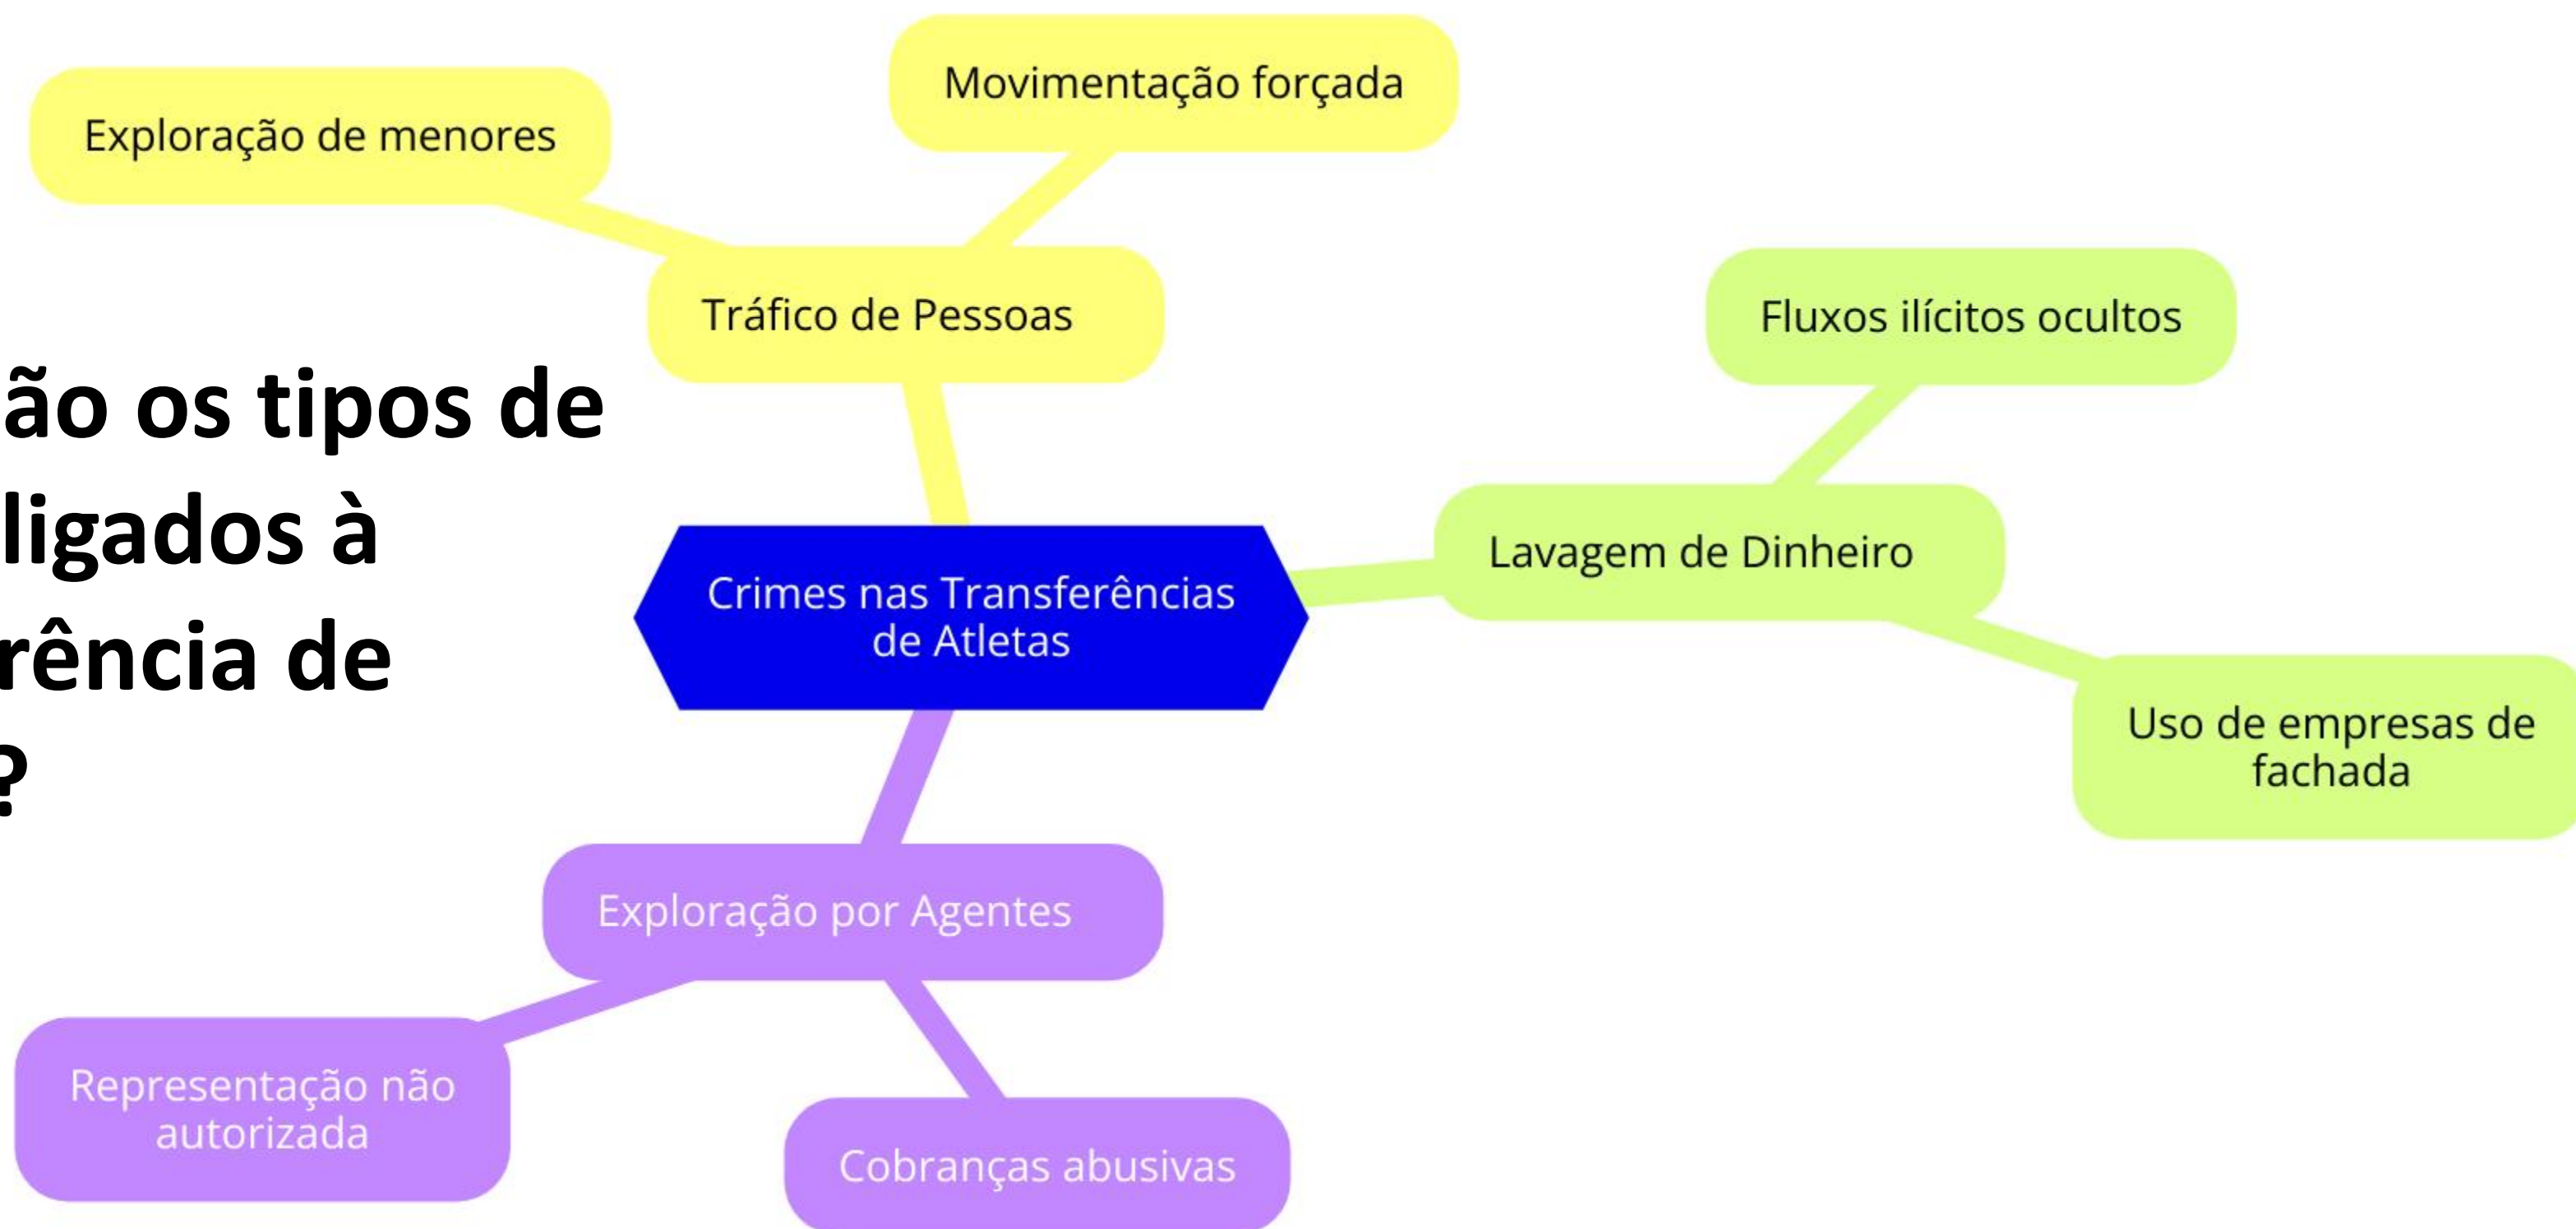 ão os tipos de
ligados à
rência de
?
Movimentação forçada
Exploração de menores
Tráfico de Pessoas
Fluxos ilícitos ocultos
Lavagem de Dinheiro
Crimes nas Transferências
de Atletas
Uso de empresas de
fachada
Exploração por Agentes
Representação não
autorizada
Cobranças abusivas